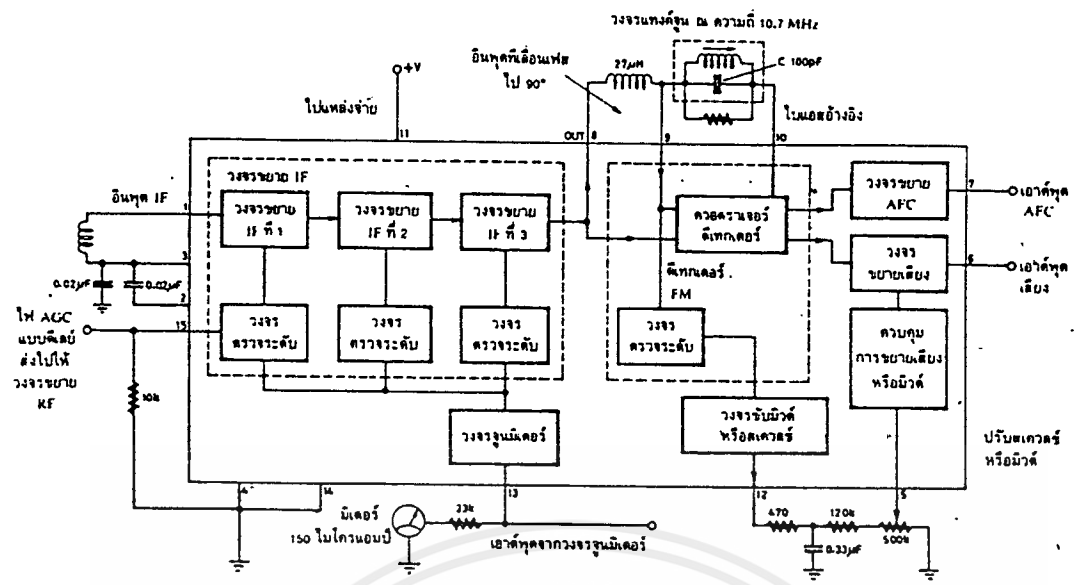 วงจรแทงค์จูน ณ ความถี่ 10.7 MHz
C 100pF
อินพุตที่เลื่อนเฟส
ไป 90°
27μH
+V
ไปแหล่งจ่าย
11
OUT 8
9
10
ไบแอสอ้างอิง
วงจรขยาย IF
อินพุต IF
1
วงจรขยาย
IF ที่ 1
วงจรขยาย
IF ที่ 2
วงจรขยาย
IF ที่ 3
ควอดราเจอร์
ดีเทกเตอร์
วงจรขยาย
AFC
7
เอาต์พุต
AFC
3
0.02μF
0.02μF
2
ดีเทกเตอร์
FM
วงจร
ขยายเสียง
6
เอาต์พุต
เสียง
ไฟ AGC
แบบดีเลย์
ส่งไปให้
วงจรขยาย
RF
15
วงจร
ตรวจระดับ
วงจร
ตรวจระดับ
วงจร
ตรวจระดับ
วงจร
ตรวจระดับ
ควบคุม
การขยายเสียง
หรือมิวต์
10k
วงจรจูนมิเตอร์
วงจรขับมิวต์
หรือสเควลช์
ปรับสเควลช์
หรือมิวต์
4
14
13
12
5
มิเตอร์
150 ไมโครแอมป์
33k
เอาต์พุตจากวงจรจูนมิเตอร์
470
120k
500k
0.33μF